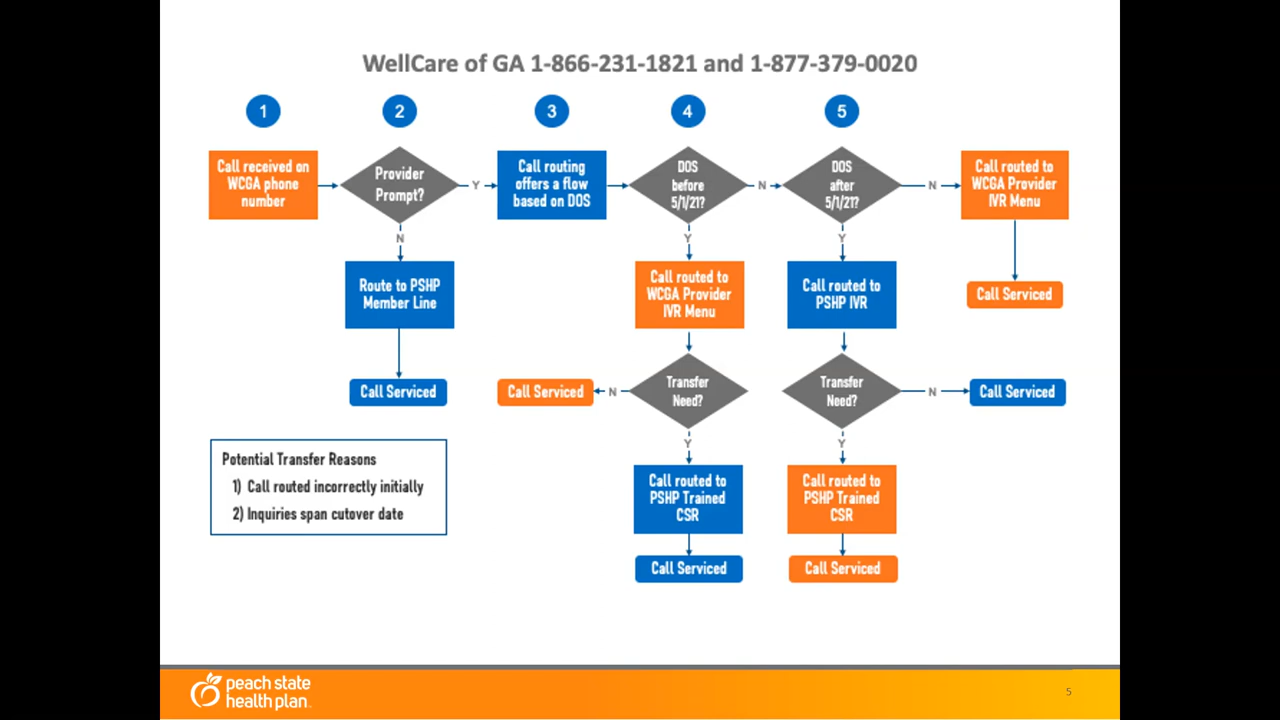 WellCare of GA 1-866-231-1821 and 1-877-379-0020
1
2
3
4
5
Call received on
WCGA phone
number
Provider
Prompt?
Y
Call routing
offers a flow
based on DOS
DOS
before
5/1/21?
N
DOS
after
5/1/21?
N
Call routed to
WCGA Provider
IVR Menu
N
Y
Y
Route to PSHP
Member Line
Call routed to
WCGA Provider
IVR Menu
Call routed to
PSHP IVR
Call Serviced
Call Serviced
Call Serviced
N
Transfer
Need?
Transfer
Need?
N
Call Serviced
Y
Y
Potential Transfer Reasons
1) Call routed incorrectly initially
2) Inquiries span cutover date
Call routed to
PSHP Trained
CSR
Call routed to
PSHP Trained
CSR
Call Serviced
Call Serviced
peach state
health plan.
5